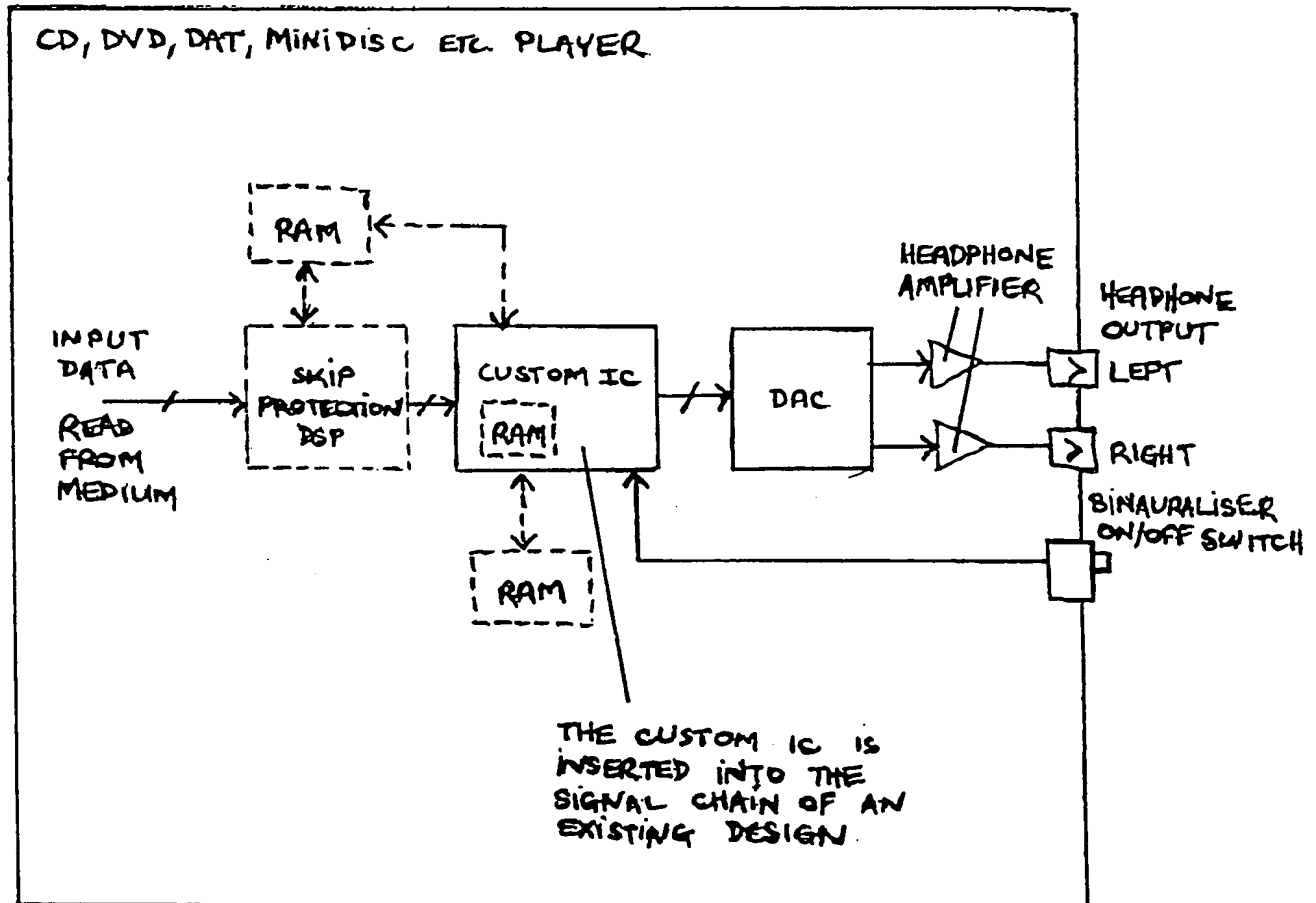 CD, DVD, DAT, MINIDISC ETC. PLAYER
RAM
INPUT
DATA
READ
FROM
MEDIUM
SKIP
PROTECTION
DSP
CUSTOM IC
RAM
RAM
DAC
HEADPHONE
AMPLIFIER
HEADHONE
OUTPUT
LEFT
RIGHT
BINAURALISER
ON/OFF SWITCH
THE CUSTOM IC IS
INSERTED INTO THE
SIGNAL CHAIN OF AN
EXISTING DESIGN